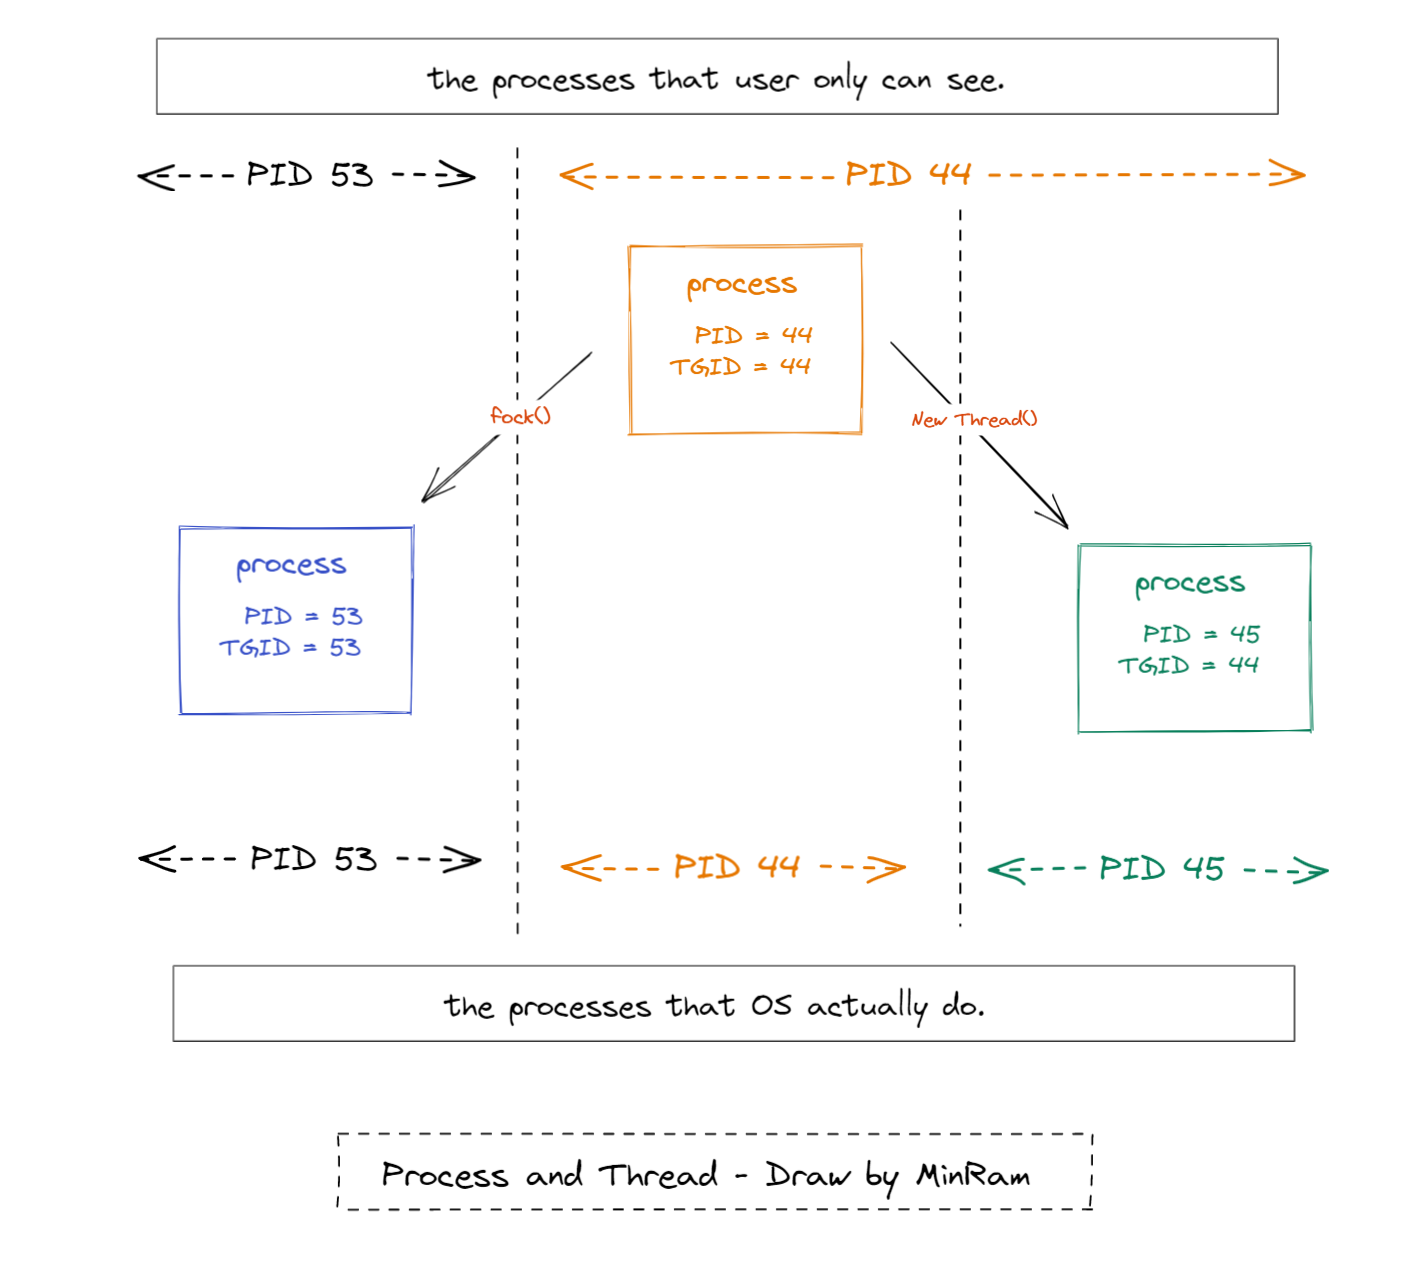 the processes that user only can see.
PID 53
PID 44
process
PID = 44
TGID = 44
fock()
New Thread()
process
PID = 53
TGID = 53
process
PID = 45
TGID = 44
PID 53
PID 44
PID 45
the processes that OS actually do.
Process and Thread - Draw by MinRam